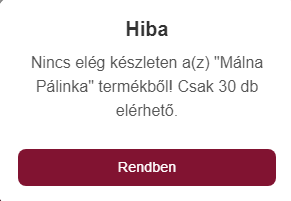 Hiba
Nincs elég készleten a(z) "Málna
Pálinka" termékből! Csak 30 db
elérhető.
Rendben